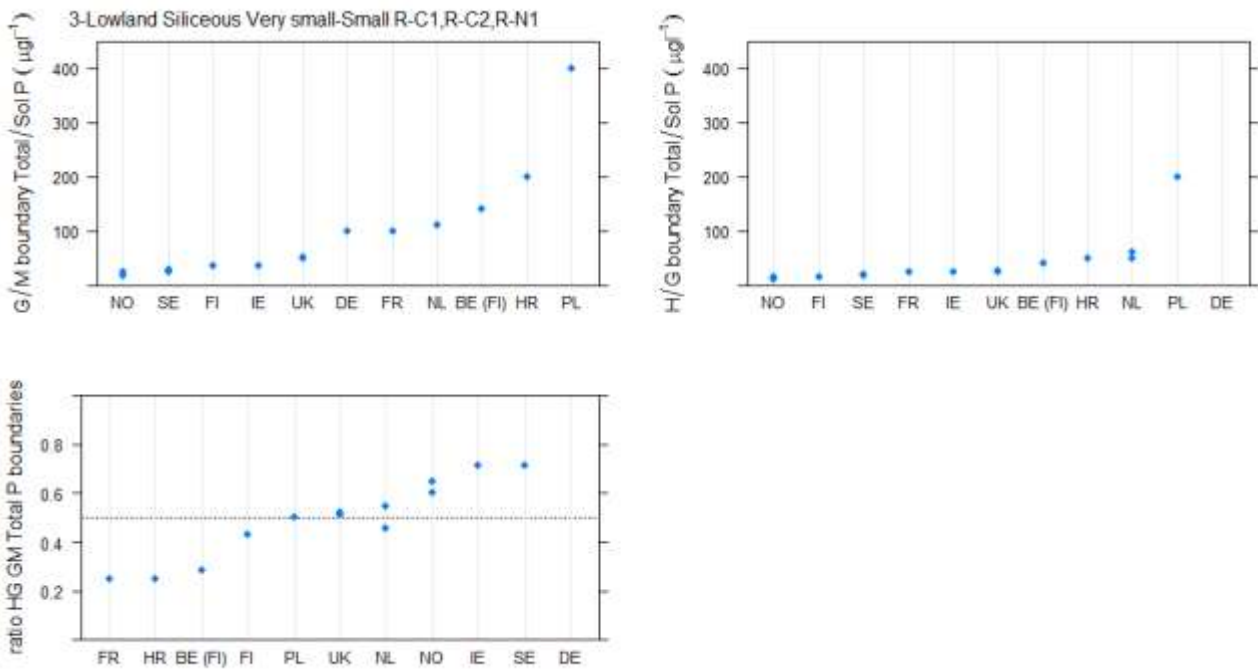 3-Lowland Siliceous Very small-Small R-C1,R-C2,R-N1
G/M boundary Total/Sol P ( μgl⁻¹)
400
300
200
100
NO SE FI IE UK DE FR NL BE (FI) HR PL
H/G boundary Total/Sol P ( μgl⁻¹)
400
300
200
100
NO FI SE FR IE UK BE (FI) HR NL PL DE
ratio HG GM Total P boundaries
0.8
0.6
0.4
0.2
FR HR BE (FI) FI PL UK NL NO IE SE DE